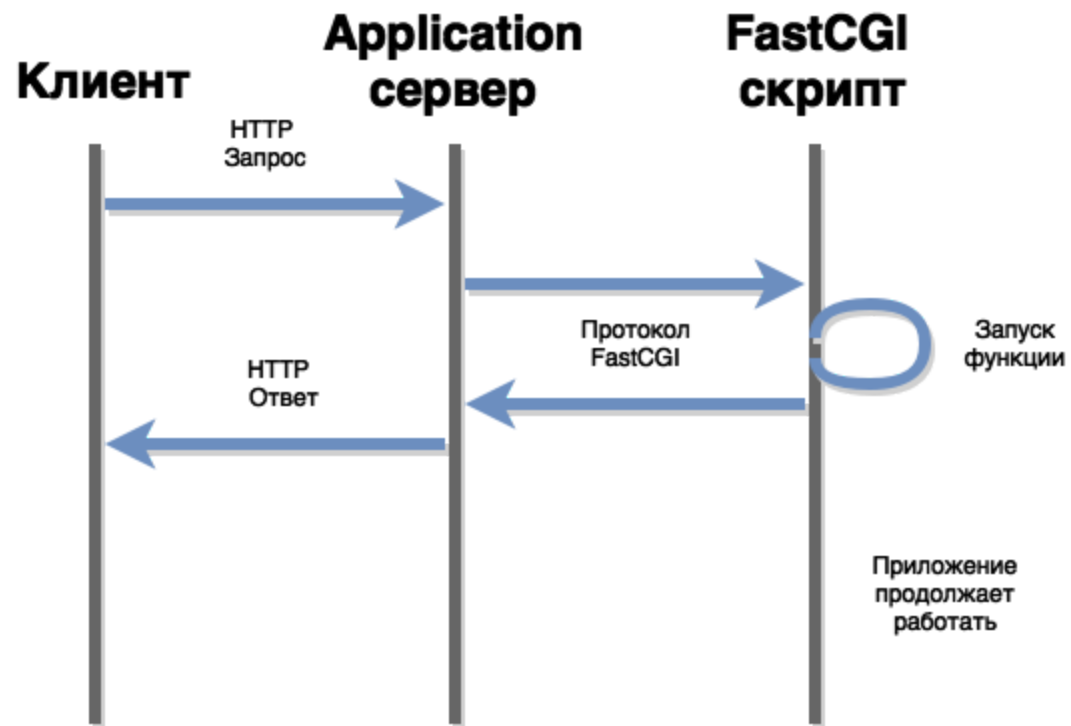 Клиент
Application
сервер
FastCGI
скрипт
HTTP
Запрос
Протокол
FastCGI
Запуск
функции
HTTP
Ответ
Приложение
продолжает
работать